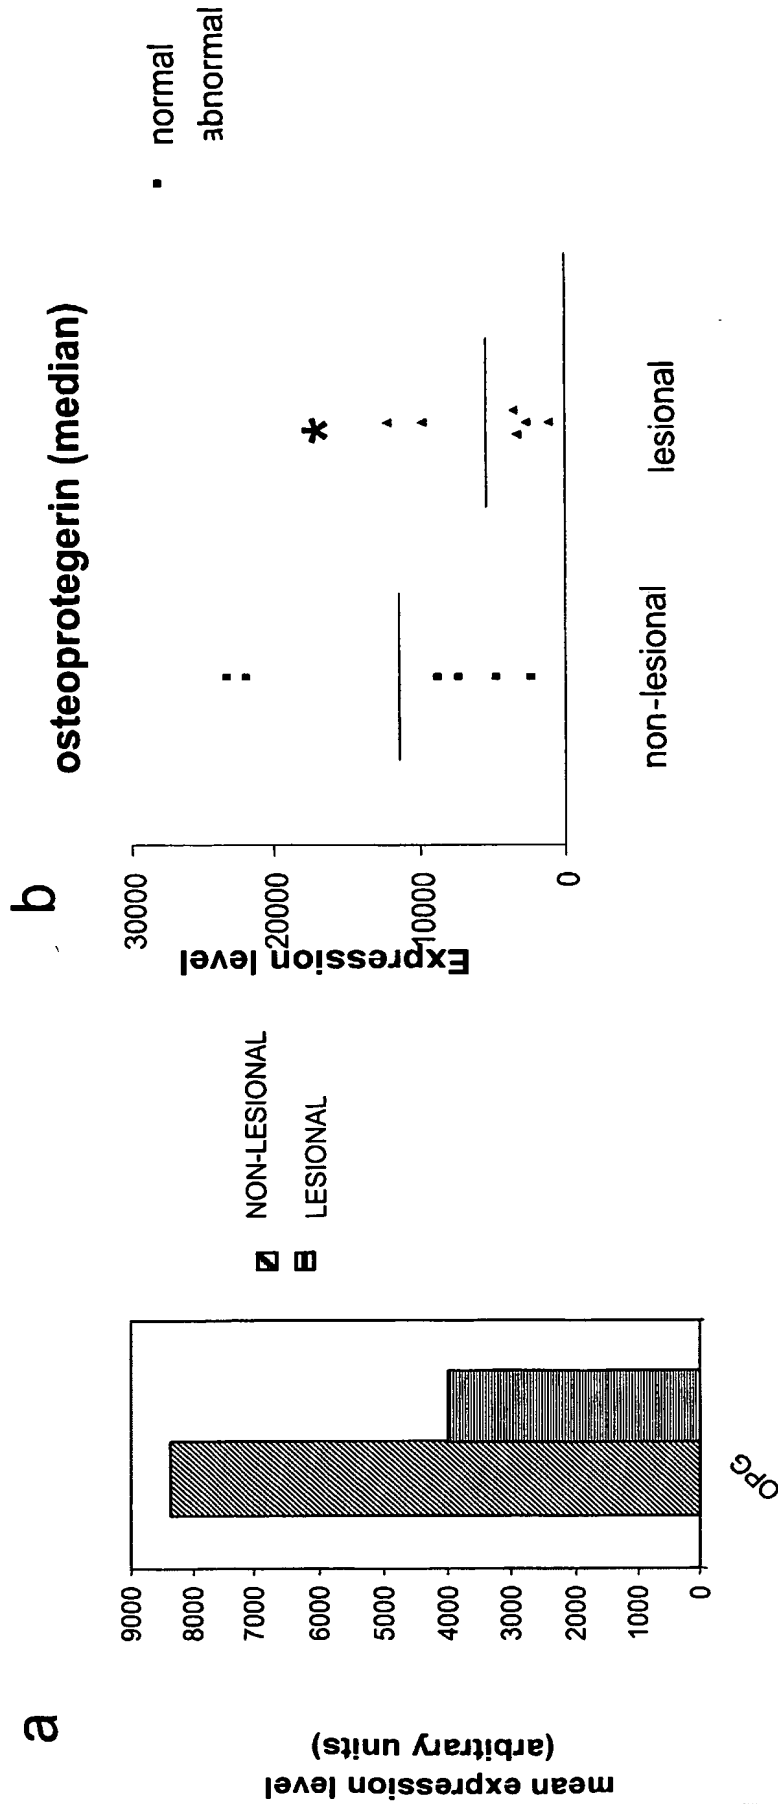 a
mean expression level
(arbitrary units)
9000
8000
7000
6000
5000
4000
3000
2000
1000
0
OPG
NON-LESIONAL
LESIONAL
b
osteoprotegerin (median)
Expression level
30000
20000
10000
0
non-lesional
lesional
*
normal
abnormal